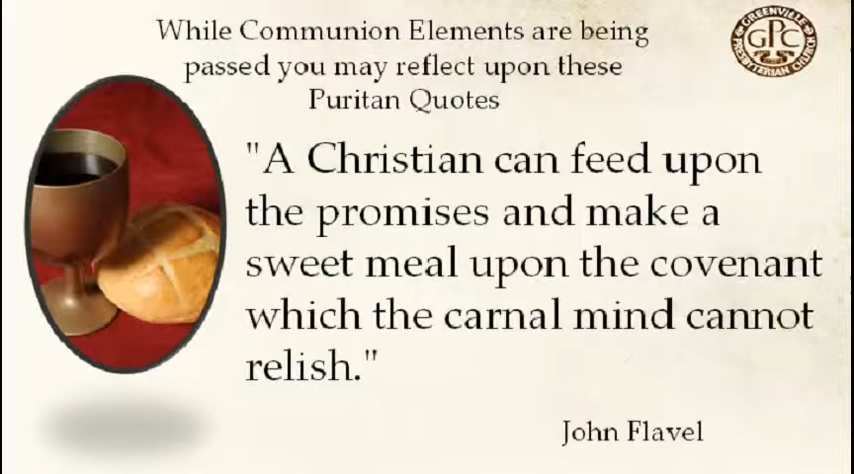 While Communion Elements are being
passed you may reflect upon these
Puritan Quotes
GREENVILLE
GPC
PRESBYTERIAN CHURCH
"A Christian can feed upon
the promises and make a
sweet meal upon the covenant
which the carnal mind cannot
relish."
John Flavel